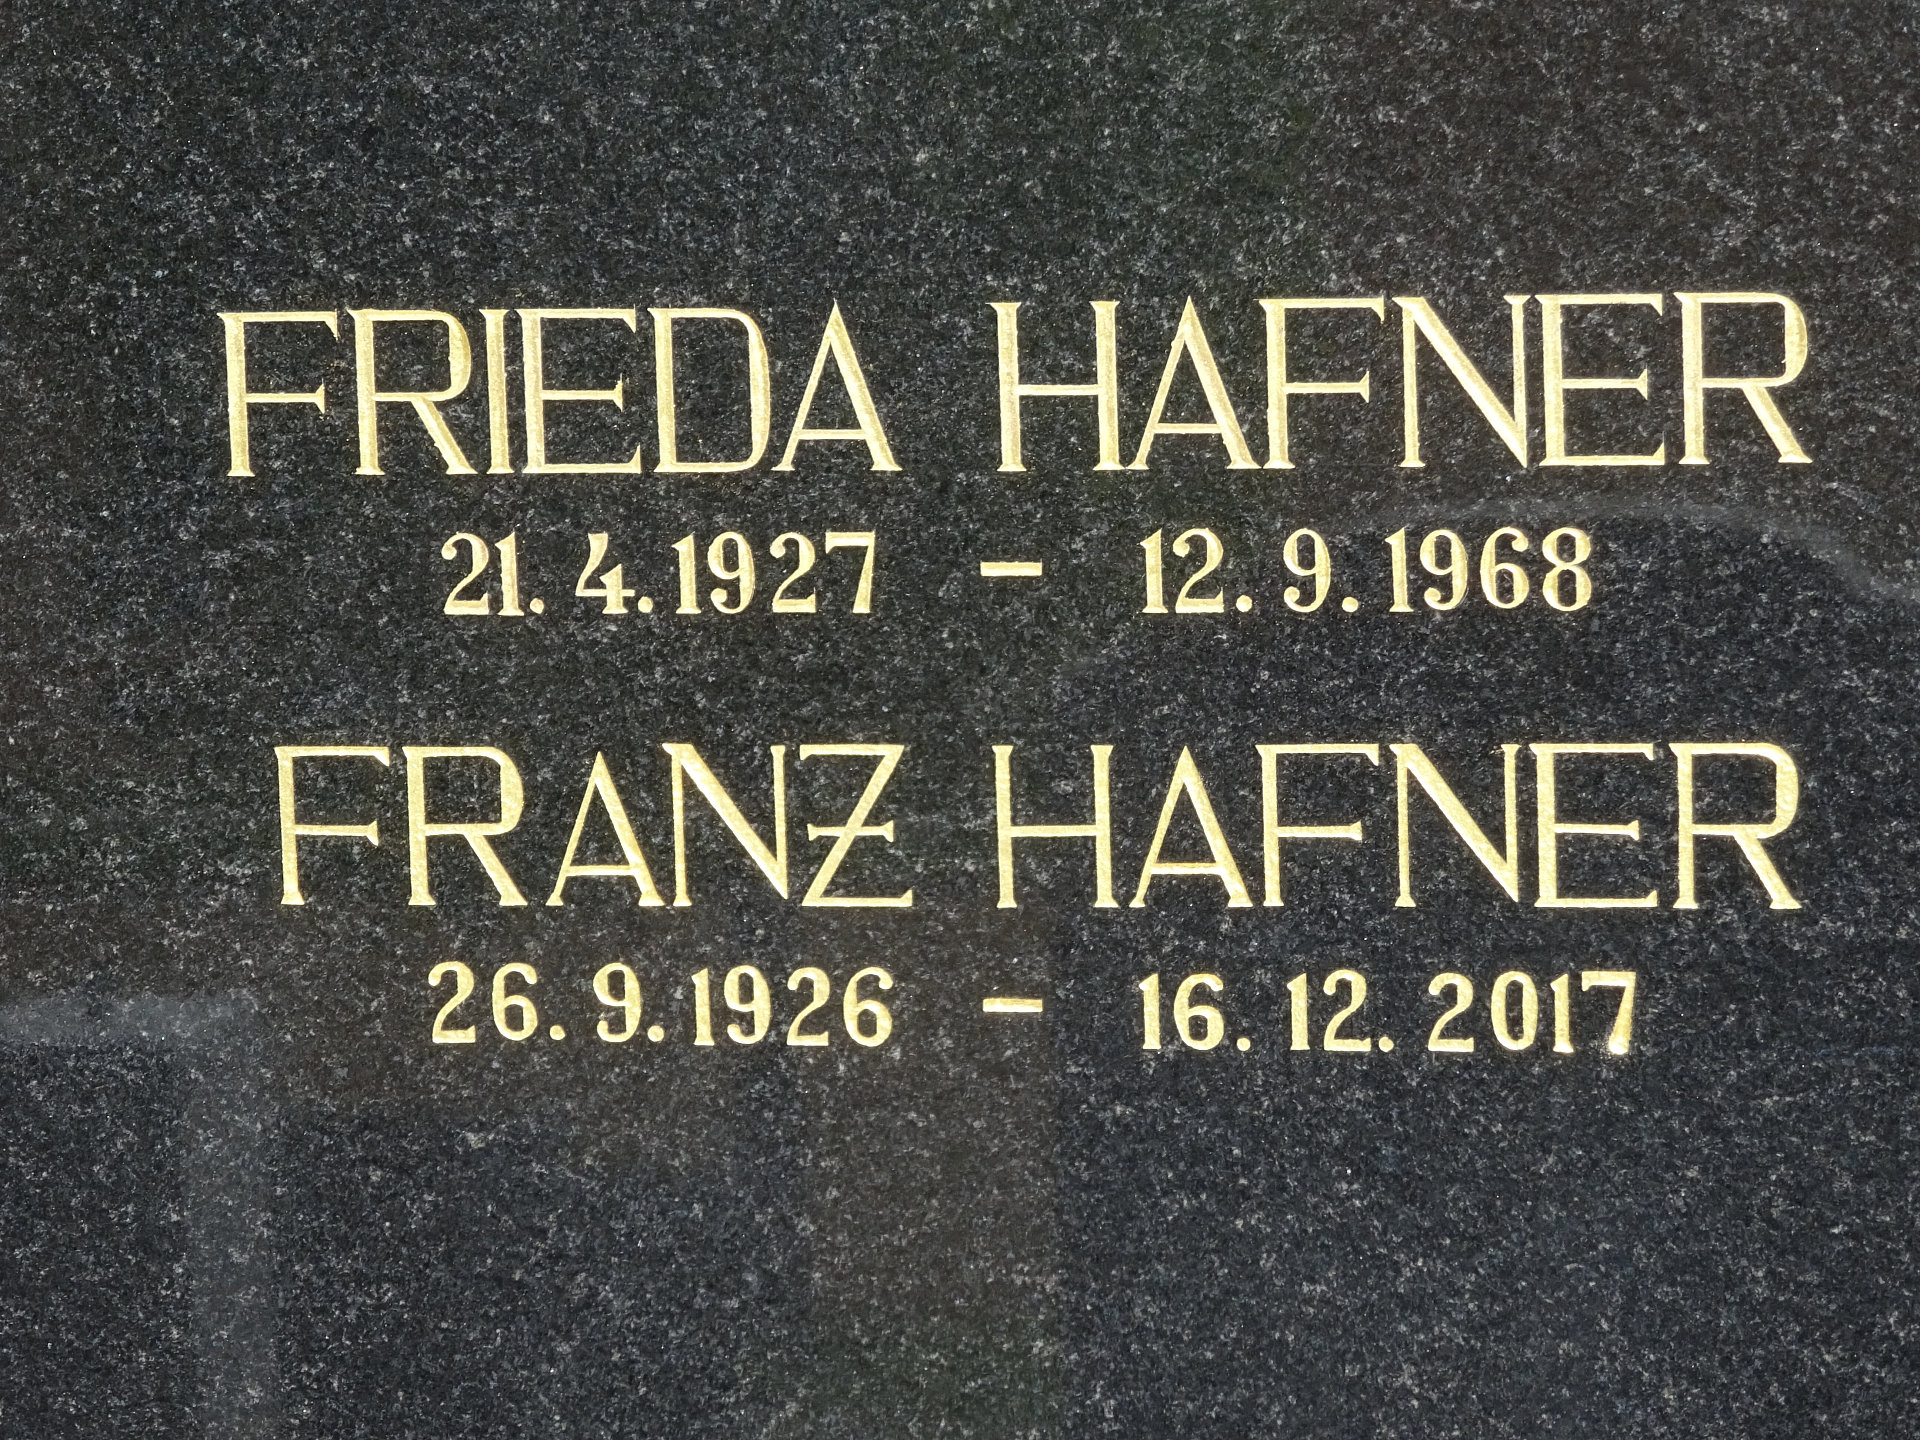 FRIEDA HAFNER
21. 4. 1927 – 12. 9. 1968
FRANZ HAFNER
26. 9. 1926 – 16. 12. 2017